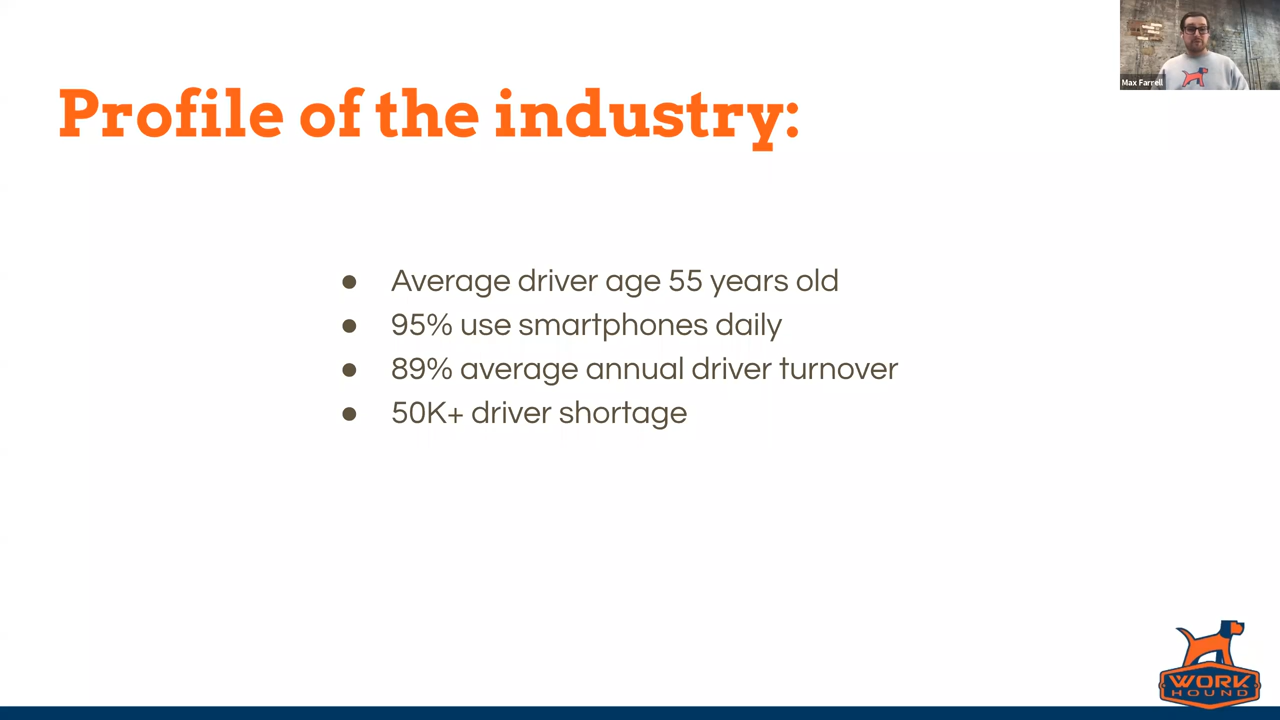 Max Farrell
Profile of the industry:
● Average driver age 55 years old
● 95% use smartphones daily
● 89% average annual driver turnover
● 50K+ driver shortage
WORK
HOUND